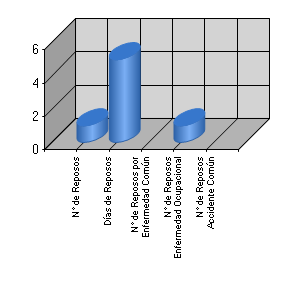 6
4
2
0
N° de Reposos
Días de Reposos
N° de Reposos por
Enfermedad Común
N° de Reposos
Enfermedad Ocupacional
N° de Reposos
Accidente Común